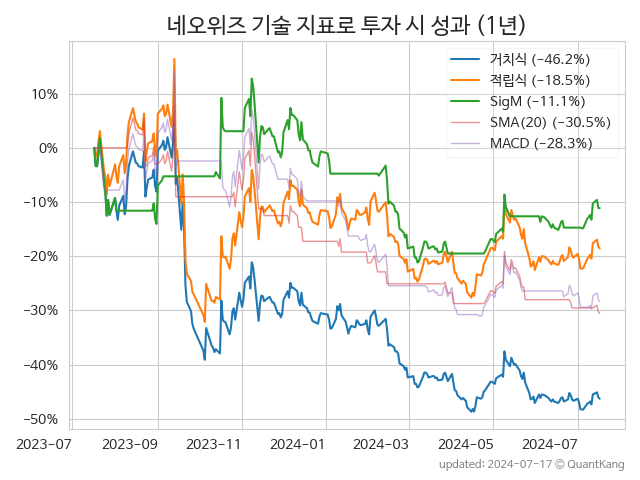 네오위즈 기술 지표로 투자 시 성과 (1년)
거치식 (−46.2%)
적립식 (−18.5%)
SigM (−11.1%)
SMA(20) (−30.5%)
MACD (−28.3%)
10%
0%
−10%
−20%
−30%
−40%
−50%
2023-07 2023-09 2023-11 2024-01 2024-03 2024-05 2024-07
updated: 2024-07-17 © QuantKang